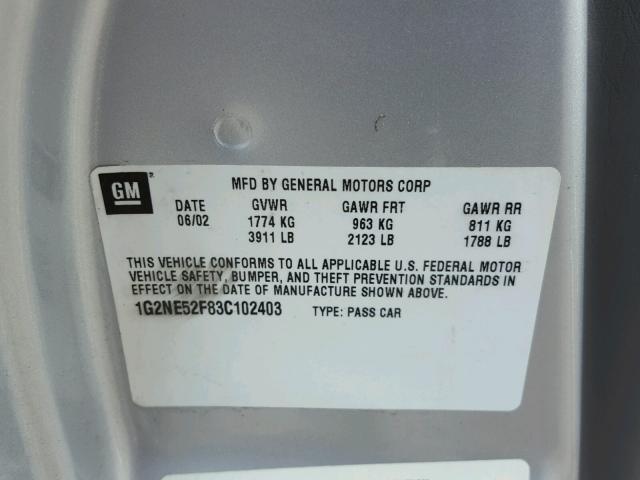 GM
MFD BY GENERAL MOTORS CORP
DATE GVWR GAWR FRT GAWR RR
06/02 1774 KG 963 KG 811 KG
3911 LB 2123 LB 1788 LB
THIS VEHICLE CONFORMS TO ALL APPLICABLE U.S. FEDERAL MOTOR
VEHICLE SAFETY, BUMPER, AND THEFT PREVENTION STANDARDS IN
EFFECT ON THE DATE OF MANUFACTURE SHOWN ABOVE.
1G2NE52F83C102403 TYPE: PASS CAR